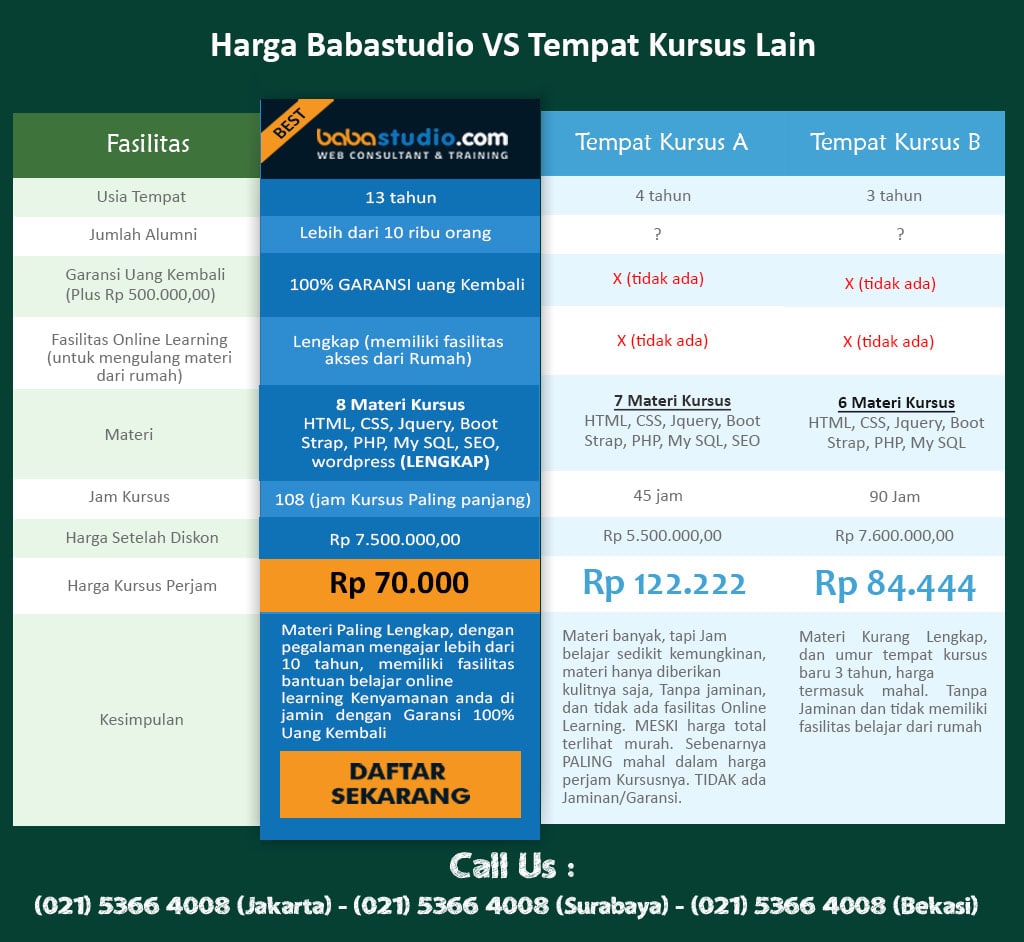 Harga Babastudio VS Tempat Kursus Lain
Fasilitas
BEST
babastudio.com
WEB CONSULTANT & TRAINING
Tempat Kursus A
Tempat Kursus B
Usia Tempat
13 tahun
4 tahun
3 tahun
Jumlah Alumni
Lebih dari 10 ribu orang
?
?
Garansi Uang Kembali
(Plus Rp 500.000,00)
100% GARANSI uang Kembali
X (tidak ada)
X (tidak ada)
Fasilitas Online Learning
(untuk mengulang materi
dari rumah)
Lengkap (memiliki fasilitas
akses dari Rumah)
X (tidak ada)
X (tidak ada)
Materi
8 Materi Kursus
HTML, CSS, Jquery, Boot
Strap, PHP, My SQL, SEO,
wordpress (LENGKAP)
7 Materi Kursus
HTML, CSS, Jquery, Boot
Strap, PHP, My SQL, SEO
6 Materi Kursus
HTML, CSS, Jquery, Boot
Strap, PHP, My SQL
Jam Kursus
108 (jam Kursus Paling panjang)
45 jam
90 Jam
Harga Setelah Diskon
Rp 7.500.000,00
Rp 5.500.000,00
Rp 7.600.000,00
Harga Kursus Perjam
Rp 70.000
Rp 122.222
Rp 84.444
Kesimpulan
Materi Paling Lengkap, dengan
pegalaman mengajar lebih dari
10 tahun, memiliki fasilitas
bantuan belajar online
learning Kenyamanan anda di
jamin dengan Garansi 100%
Uang Kembali
DAFTAR
SEKARANG
Materi banyak, tapi Jam
belajar sedikit kemungkinan,
materi hanya diberikan
kulitnya saja, Tanpa jaminan,
dan tidak ada fasilitas Online
Learning. MESKI harga total
terlihat murah. Sebenarnya
PALING mahal dalam harga
perjam Kursusnya. TIDAK ada
Jaminan/Garansi.
Materi Kurang Lengkap,
dan umur tempat kursus
baru 3 tahun, harga
termasuk mahal. Tanpa
Jaminan dan tidak memiliki
fasilitas belajar dari rumah
Call Us :
(021) 5366 4008 (Jakarta) - (021) 5366 4008 (Surabaya) - (021) 5366 4008 (Bekasi)